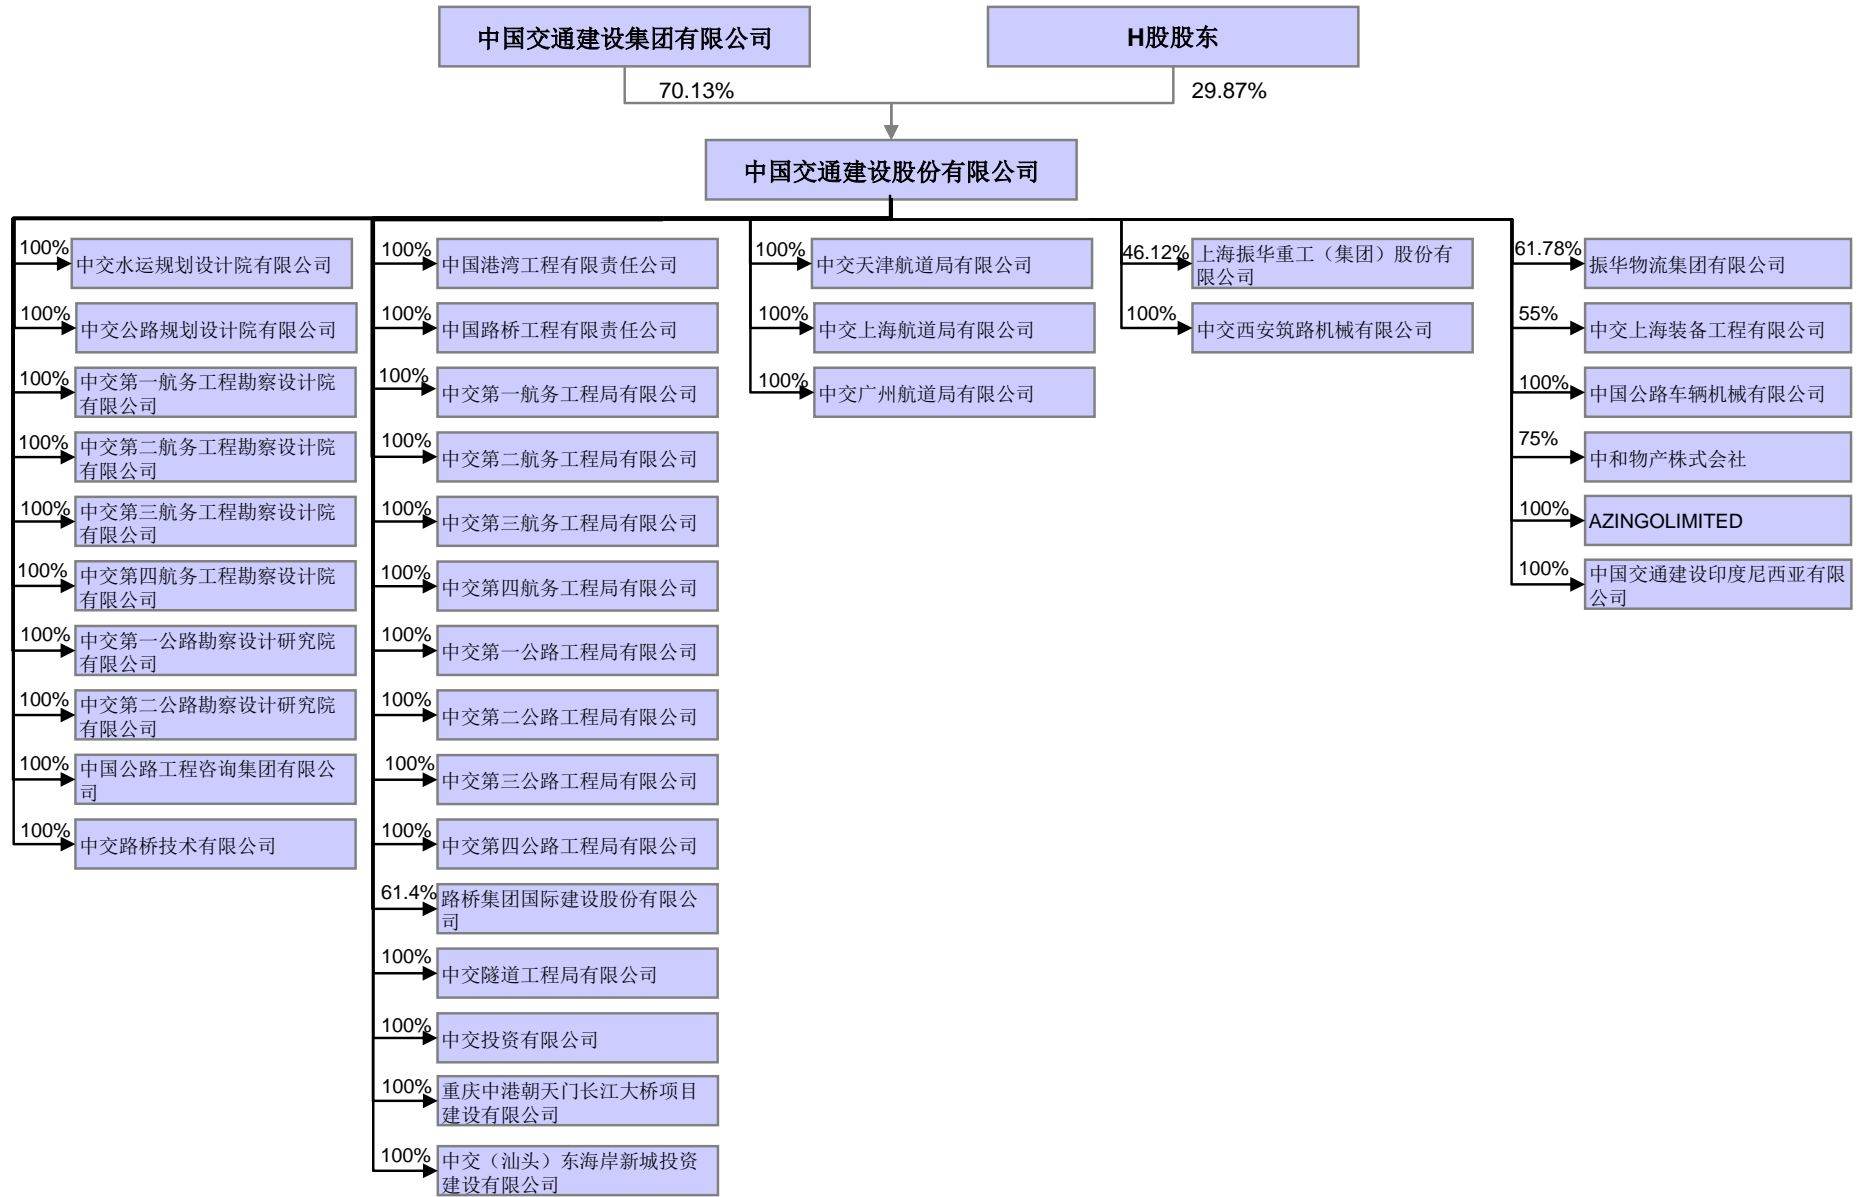 中国交通建设集团有限公司
H股股东
70.13%
29.87%
中国交通建设股份有限公司
100%
中交水运规划设计院有限公司
100%
中交公路规划设计院有限公司
100%
中交第一航务工程勘察设计院
有限公司
100%
中交第二航务工程勘察设计院
有限公司
100%
中交第三航务工程勘察设计院
有限公司
100%
中交第四航务工程勘察设计院
有限公司
100%
中交第一公路勘察设计研究院
有限公司
100%
中交第二公路勘察设计研究院
有限公司
100%
中国公路工程咨询集团有限公
司
100%
中交路桥技术有限公司
100%
中国港湾工程有限责任公司
100%
中国路桥工程有限责任公司
100%
中交第一航务工程局有限公司
100%
中交第二航务工程局有限公司
100%
中交第三航务工程局有限公司
100%
中交第四航务工程局有限公司
100%
中交第一公路工程局有限公司
100%
中交第二公路工程局有限公司
100%
中交第三公路工程局有限公司
100%
中交第四公路工程局有限公司
61.4%
路桥集团国际建设股份有限公
司
100%
中交隧道工程局有限公司
100%
中交投资有限公司
100%
重庆中港朝天门长江大桥项目
建设有限公司
100%
中交（汕头）东海岸新城投资
建设有限公司
100%
中交天津航道局有限公司
100%
中交上海航道局有限公司
100%
中交广州航道局有限公司
46.12%
上海振华重工（集团）股份有
限公司
100%
中交西安筑路机械有限公司
61.78%
振华物流集团有限公司
55%
中交上海装备工程有限公司
100%
中国公路车辆机械有限公司
75%
中和物产株式会社
100%
AZINGOLIMITED
100%
中国交通建设印度尼西亚有限
公司